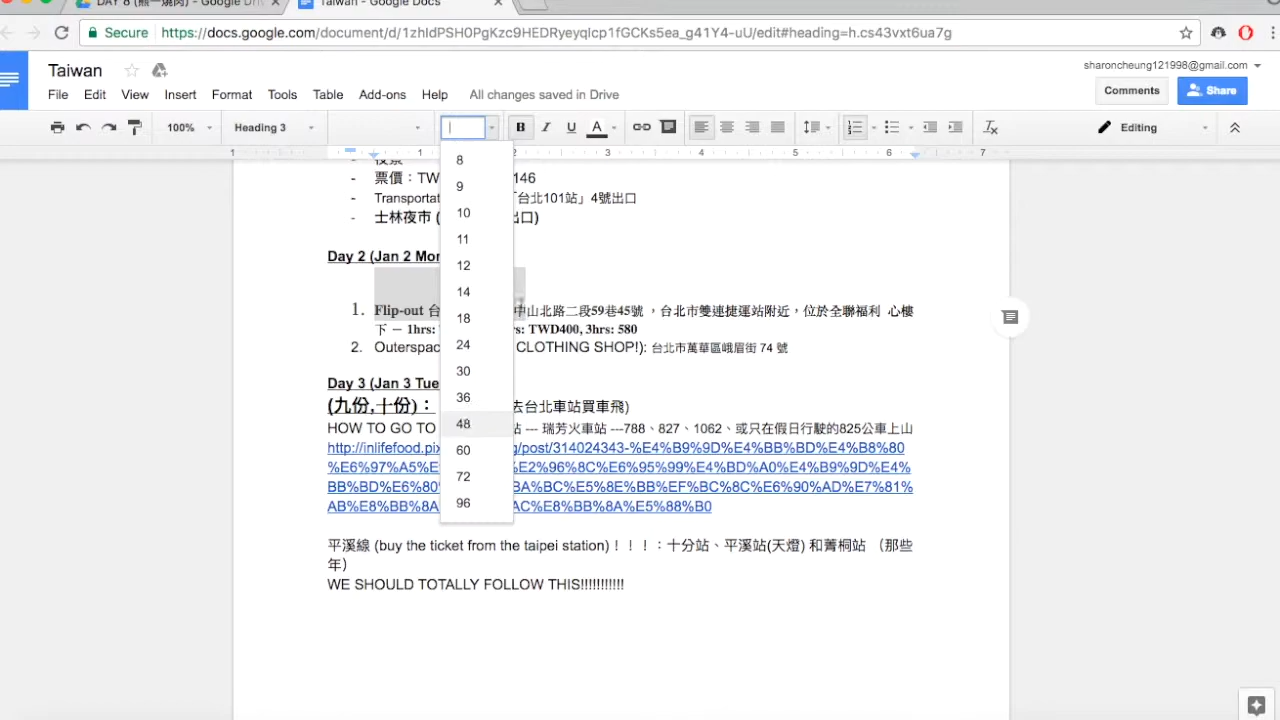 DAY 8 (熊一燒肉) - Google Dri
Taiwan - Google Docs
Secure
https://docs.google.com/document/d/1zhIdPSH0PgKzc9HEDRyeyqIcp1fGCKs5ea_g41Y4-uU/edit#heading=h.cs43vxt6ua7g
Taiwan
sharoncheung121998@gmail.com
File Edit View Insert Format Tools Table Add-ons Help All changes saved in Drive
Comments Share
100% Heading 3 B I U A Editing
1 1 2 3 4 5 6 7
- 夜景
- 票價：TW 146
- Transportat 「台北101站」4號出口
- 士林夜市 ( 出口)
Day 2 (Jan 2 Mon
1. Flip-out 台 中山北路二段59巷45號 ，台北市雙連捷運站附近，位於全聯福利 心樓
下 － 1hrs: rs: TWD400, 3hrs: 580
2. Outerspac CLOTHING SHOP!): 台北市萬華區峨眉街 74 號
Day 3 (Jan 3 Tue
(九份,十份)： 去台北車站買車飛)
HOW TO GO TO 站 --- 瑞芳火車站 ---788、827、1062、或只在假日行駛的825公車上山
http://inlifefood.pix g/post/314024343-%E4%B9%9D%E4%BB%BD%E4%B8%80
%E6%97%A5%E %E2%96%8C%E6%95%99%E4%BD%A0%E4%B9%9D%E4%
BB%BD%E6%80 BA%BC%E5%8E%BB%EF%BC%8C%E6%90%AD%E7%81%
AB%E8%BB%8A AC%E8%BB%8A%E5%88%B0
平溪線 (buy the ticket from the taipei station)！！！：十分站、平溪站(天燈) 和菁桐站 （那些
年）
WE SHOULD TOTALLY FOLLOW THIS!!!!!!!!!!!
8
9
10
11
12
14
18
24
30
36
48
60
72
96